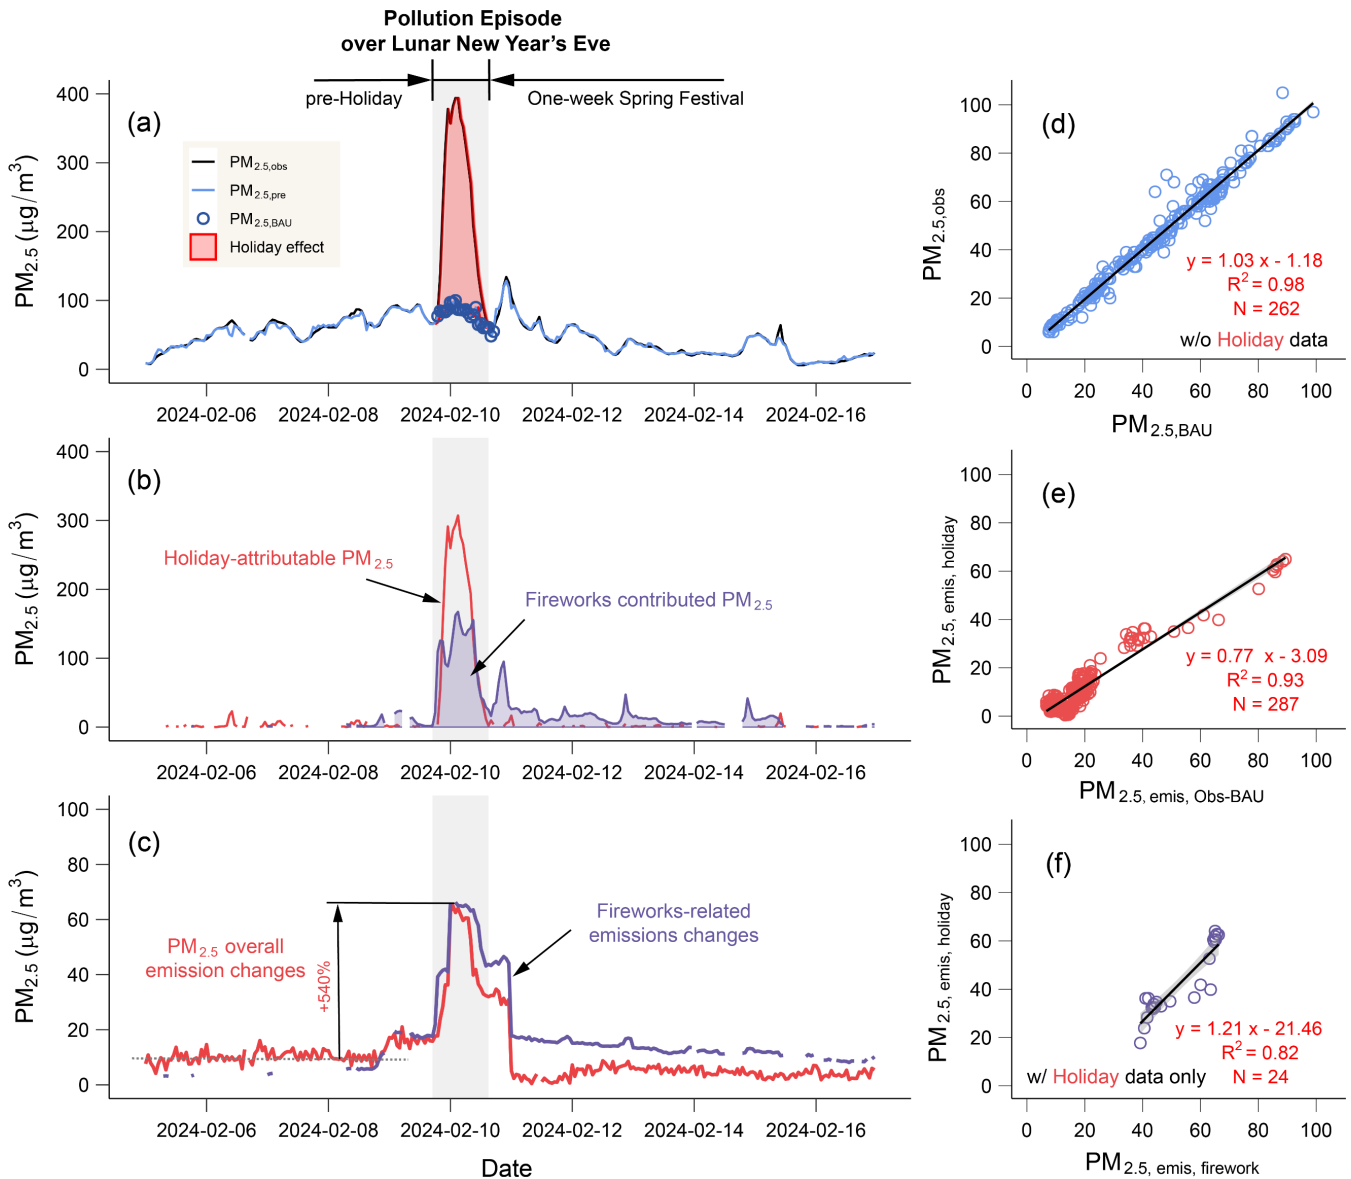 Pollution Episode
over Lunar New Year's Eve
pre-Holiday
One-week Spring Festival
(a)
PM2.5,obs
PM2.5,pre
PM2.5,BAU
Holiday effect
PM2.5 (μg/m3)
400
300
200
100
0
2024-02-06
2024-02-08
2024-02-10
2024-02-12
2024-02-14
2024-02-16
(b)
Holiday-attributable PM2.5
Fireworks contributed PM2.5
PM2.5 (μg/m3)
400
300
200
100
0
2024-02-06
2024-02-08
2024-02-10
2024-02-12
2024-02-14
2024-02-16
(c)
PM2.5 overall
emission changes
+540%
Fireworks-related
emissions changes
PM2.5 (μg/m3)
100
80
60
40
20
0
2024-02-06
2024-02-08
2024-02-10
2024-02-12
2024-02-14
2024-02-16
Date
(d)
PM2.5,obs
100
80
60
40
20
0
y = 1.03 x - 1.18
R2 = 0.98
N = 262
w/o Holiday data
0
20
40
60
80
100
PM2.5,BAU
(e)
PM2.5, emis, holiday
100
80
60
40
20
0
y = 0.77 x - 3.09
R2 = 0.93
N = 287
0
20
40
60
80
100
PM2.5, emis, Obs-BAU
(f)
PM2.5, emis, holiday
100
80
60
40
20
0
y = 1.21 x - 21.46
R2 = 0.82
N = 24
w/ Holiday data only
0
20
40
60
80
100
PM2.5, emis, firework